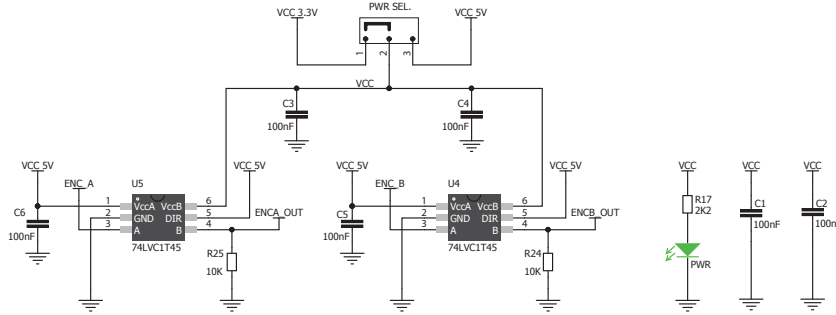 PWR SEL.
VCC 3.3V
VCC 5V
1
2
3
VCC
C3
100nF
C4
100nF
VCC 5V
ENC_A
U5
VCC 5V
1
VccA
VccB
6
2
GND
DIR
5
3
A
B
4
74LVC1T45
C6
100nF
ENCA_OUT
R25
10K
VCC 5V
ENC_B
U4
VCC 5V
1
VccA
VccB
6
2
GND
DIR
5
3
A
B
4
74LVC1T45
C5
100nF
ENCB_OUT
R24
10K
VCC
R17
2K2
PWR
VCC
C1
100nF
VCC
C2
100n